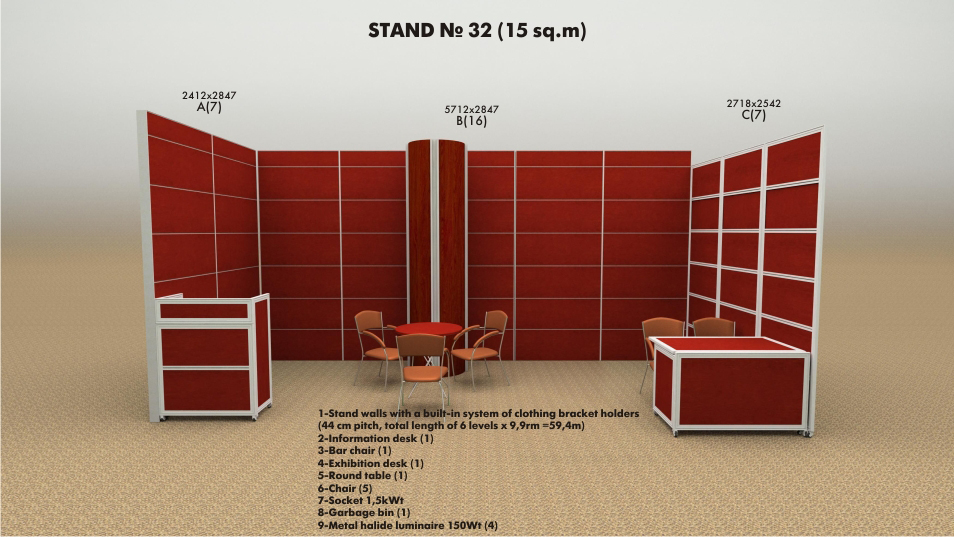 STAND № 32 (15 sq.m)
2412x2847
A(7)
5712x2847
B(16)
2718x2542
C(7)
1-Stand walls with a built-in system of clothing bracket holders
(44 cm pitch, total length of 6 levels x 9,9rm =59,4m)
2-Information desk (1)
3-Bar chair (1)
4-Exhibition desk (1)
5-Round table (1)
6-Chair (5)
7-Socket 1,5kWt
8-Garbage bin (1)
9-Metal halide luminaire 150Wt (4)